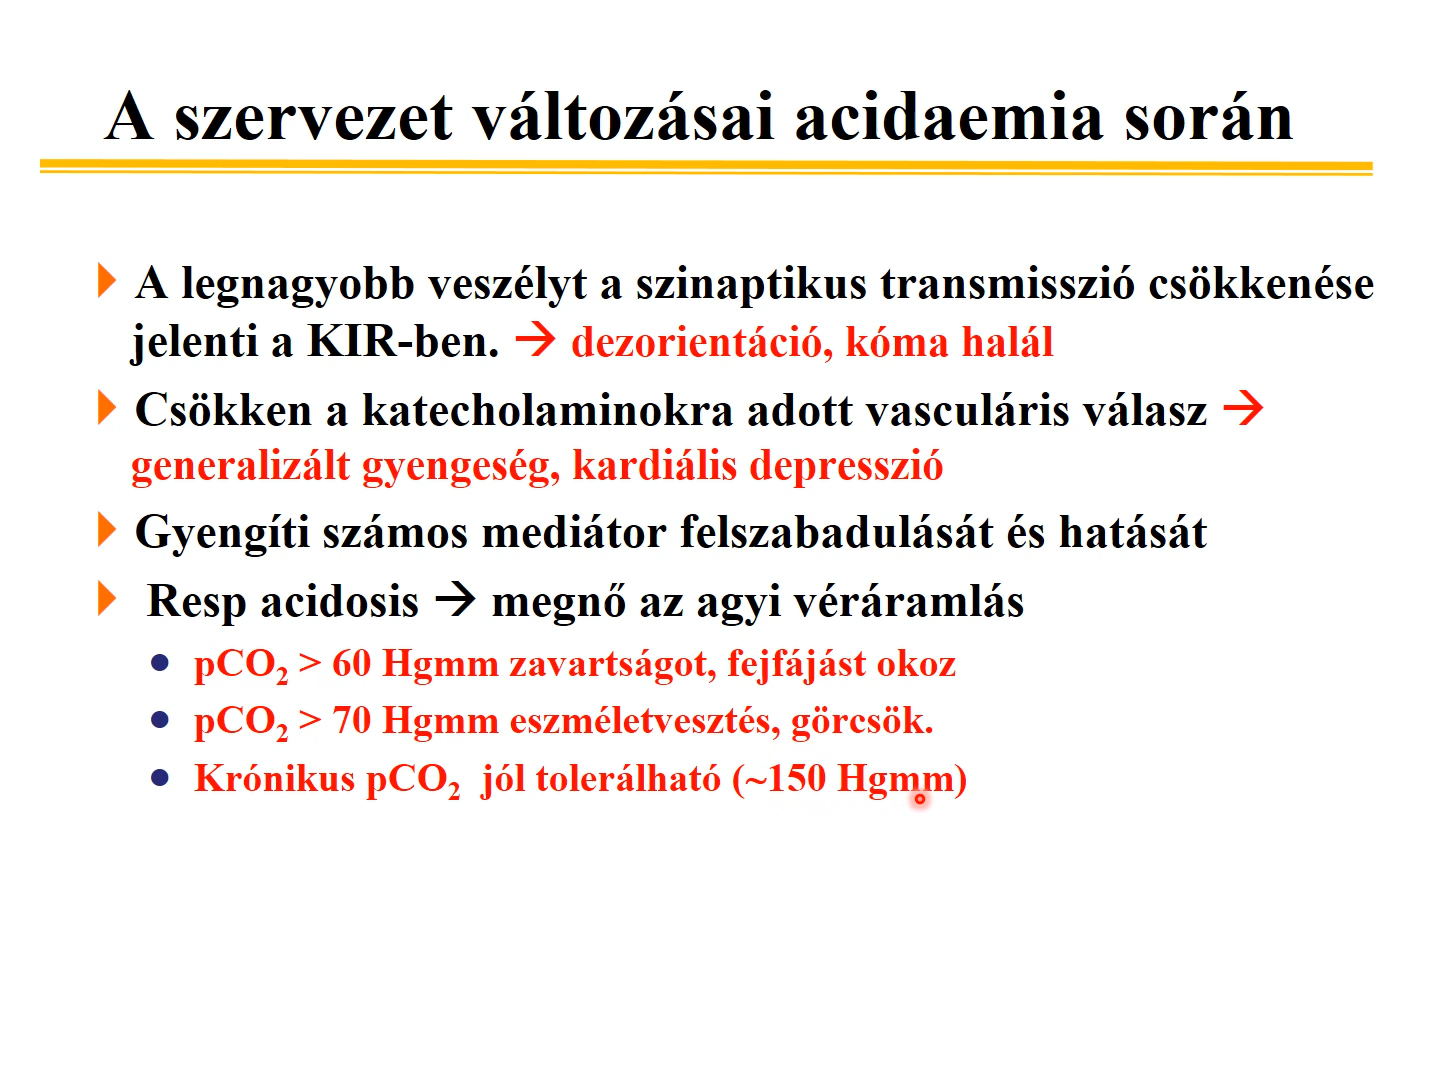 A szervezet változásai acidaemia során
A legnagyobb veszélyt a szinaptikus transmisszió csökkenése
jelenti a KIR-ben. → dezorientáció, kóma halál
Csökken a katecholaminokra adott vasculáris válasz →
generalizált gyengeség, kardiális depresszió
Gyengíti számos mediátor felszabadulását és hatását
Resp acidosis → megnő az agyi véráramlás
pCO₂ > 60 Hgmm zavartságot, fejfájást okoz
pCO₂ > 70 Hgmm eszméletvesztés, görcsök.
Krónikus pCO₂ jól tolerálható (~150 Hgmm)